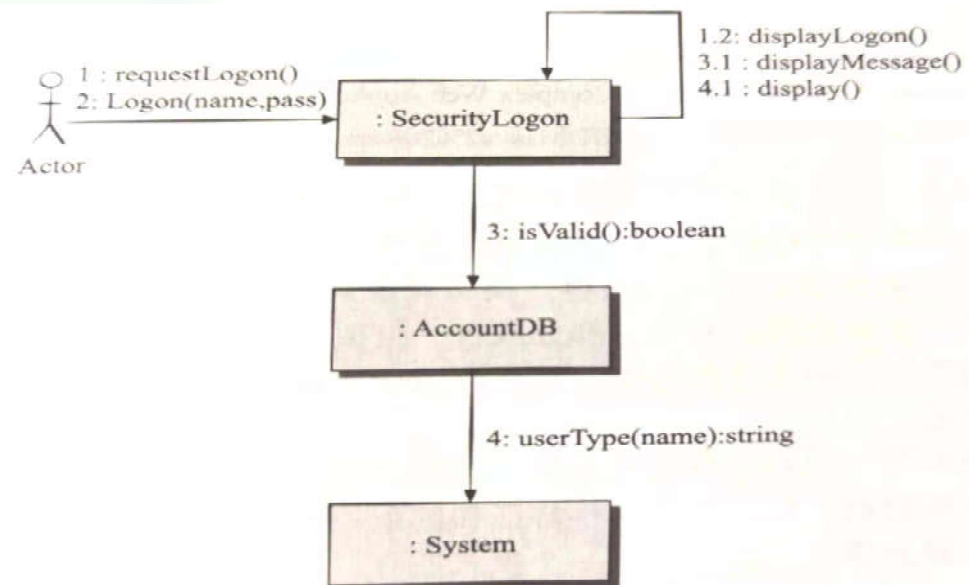 1.2: displayLogon()
3.1 : displayMessage()
4.1 : display()
1 : requestLogon()
2: Logon(name,pass)
: SecurityLogon
Actor
3: isValid():boolean
: AccountDB
4: userType(name):string
: System